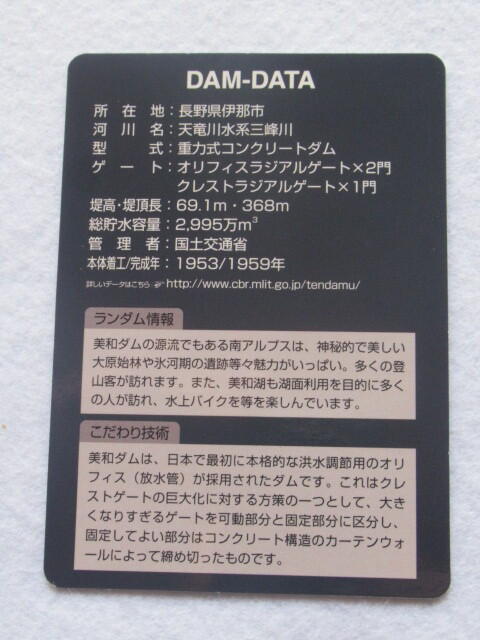 DAM-DATA
所在地：長野県伊那市
河川名：天竜川水系三峰川
型式：重力式コンクリートダム
ゲート：オリフィスラジアルゲート×2門
クレストラジアルゲート×1門
堤高・堤頂長：69.1m・368m
総貯水容量：2,995万m³
管理者：国土交通省
本体着工/完成年：1953/1959年
詳しいデータはこちら☞http://www.cbr.mlit.go.jp/tendamu/
ランダム情報
美和ダムの源流でもある南アルプスは、神秘的で美しい
大原始林や氷河期の遺跡等々魅力がいっぱい。多くの登
山客が訪れます。また、美和湖も湖面利用を目的に多く
の人が訪れ、水上バイクを等を楽しんでいます。
こだわり技術
美和ダムは、日本で最初に本格的な洪水調節用のオリ
フィス（放水管）が採用されたダムです。これはクレ
ストゲートの巨大化に対する方策の一つとして、大き
くなりすぎるゲートを可動部分と固定部分に区分し、
固定してよい部分はコンクリート構造のカーテンウォ
ールによって締め切ったものです。